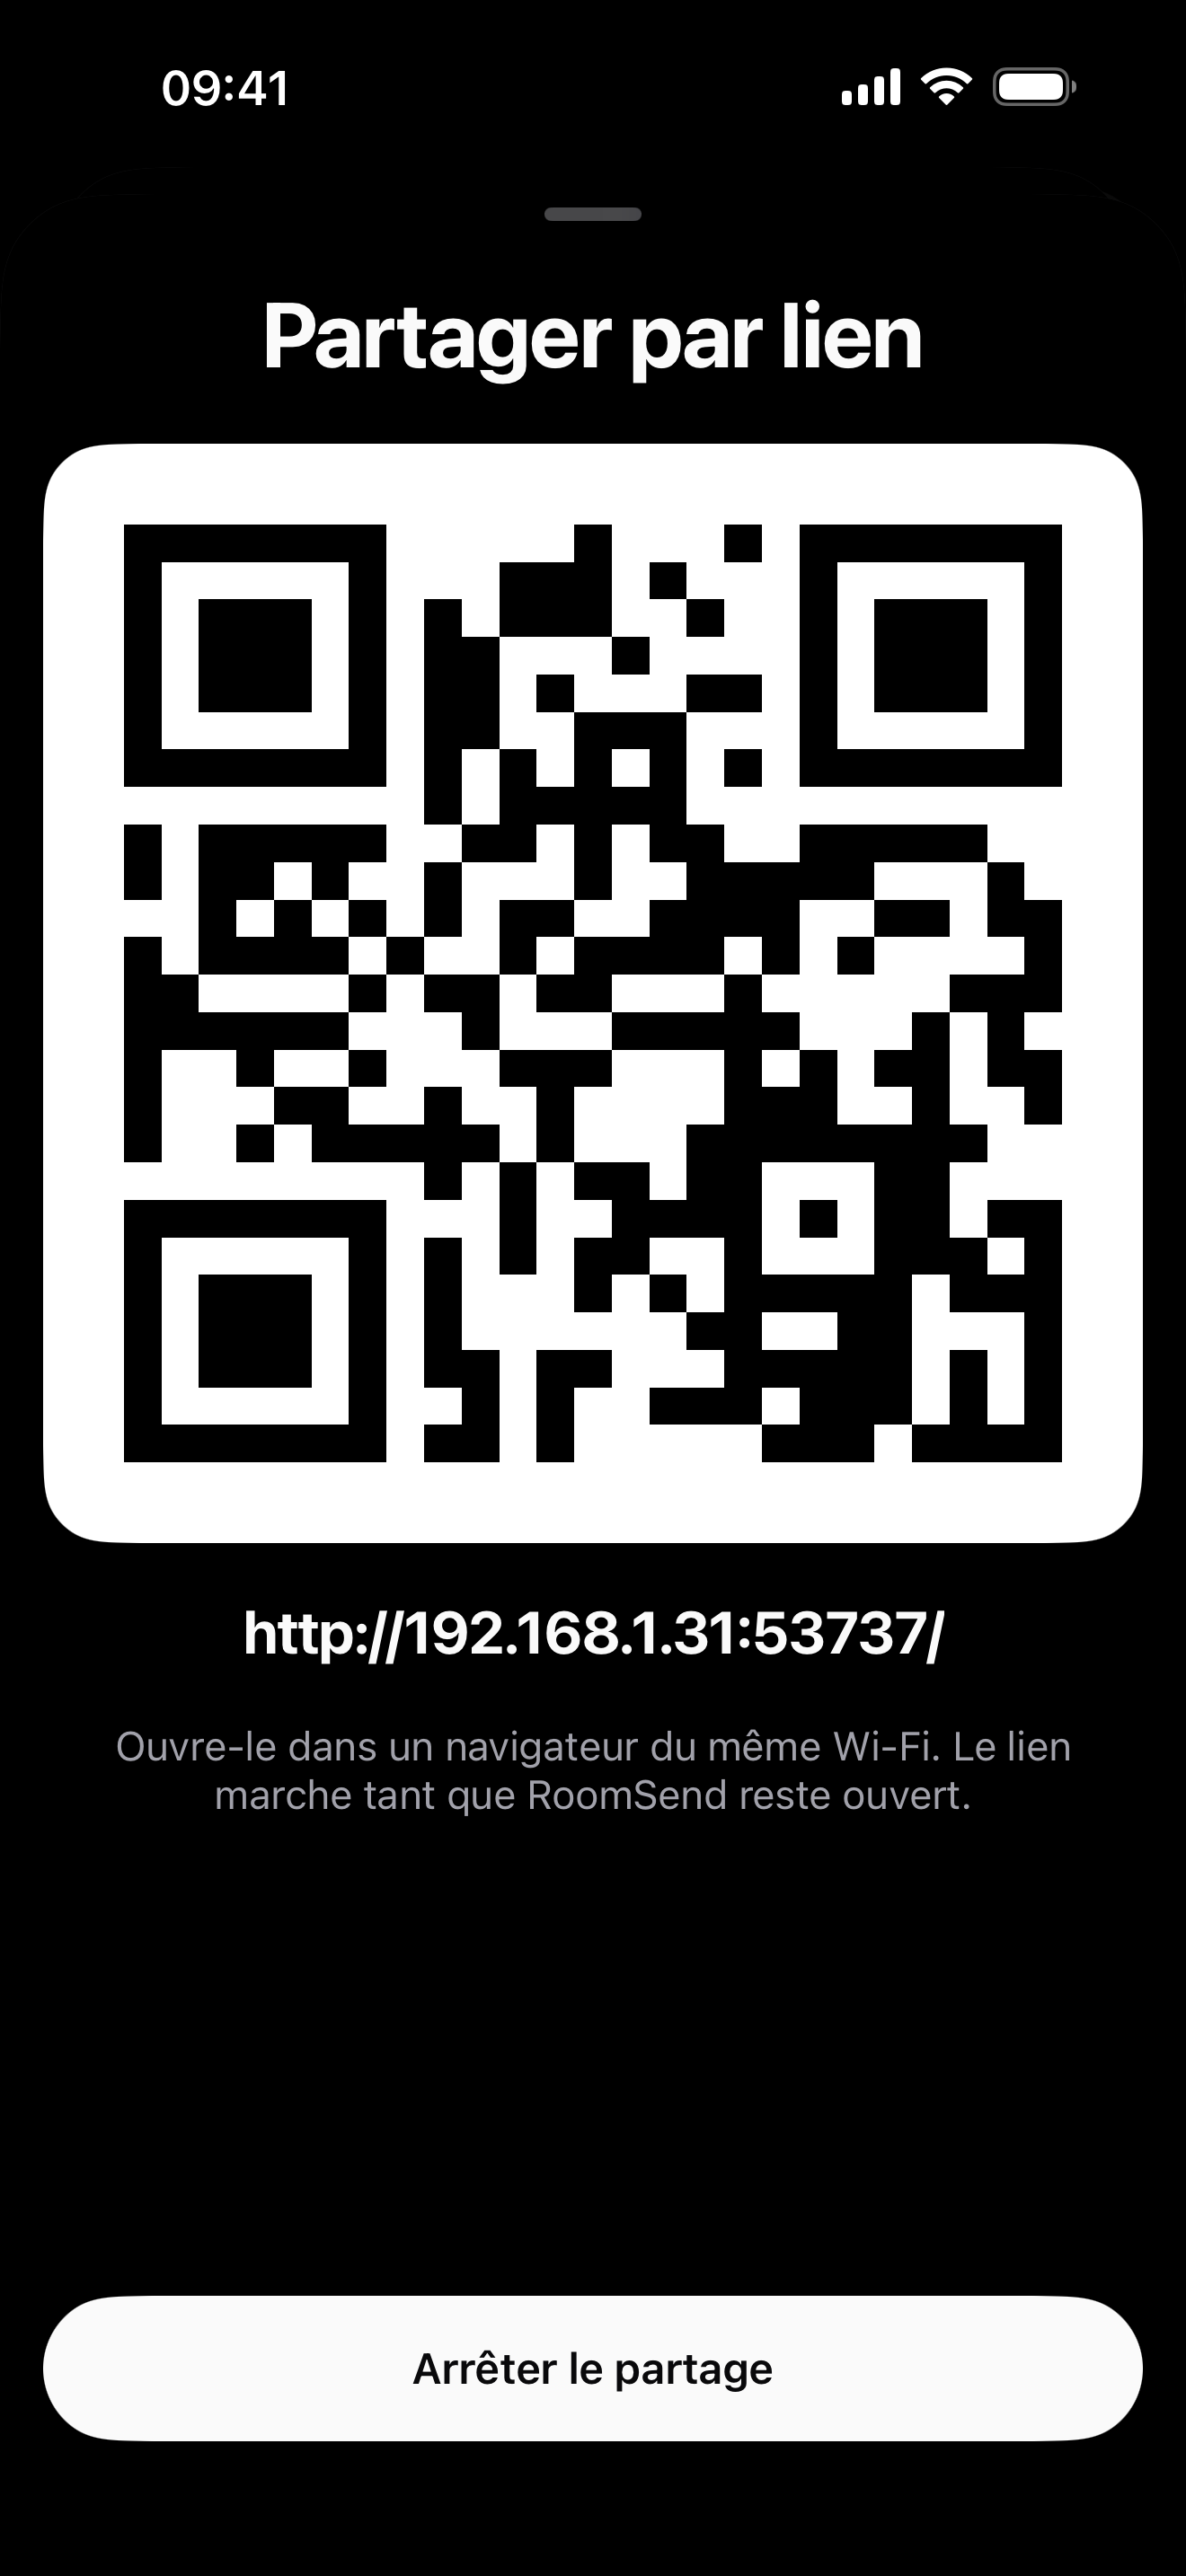 09:41
Partager par lien
http://192.168.1.31:53737/
Ouvre-le dans un navigateur du même Wi-Fi. Le lien
marche tant que RoomSend reste ouvert.
Arrêter le partage